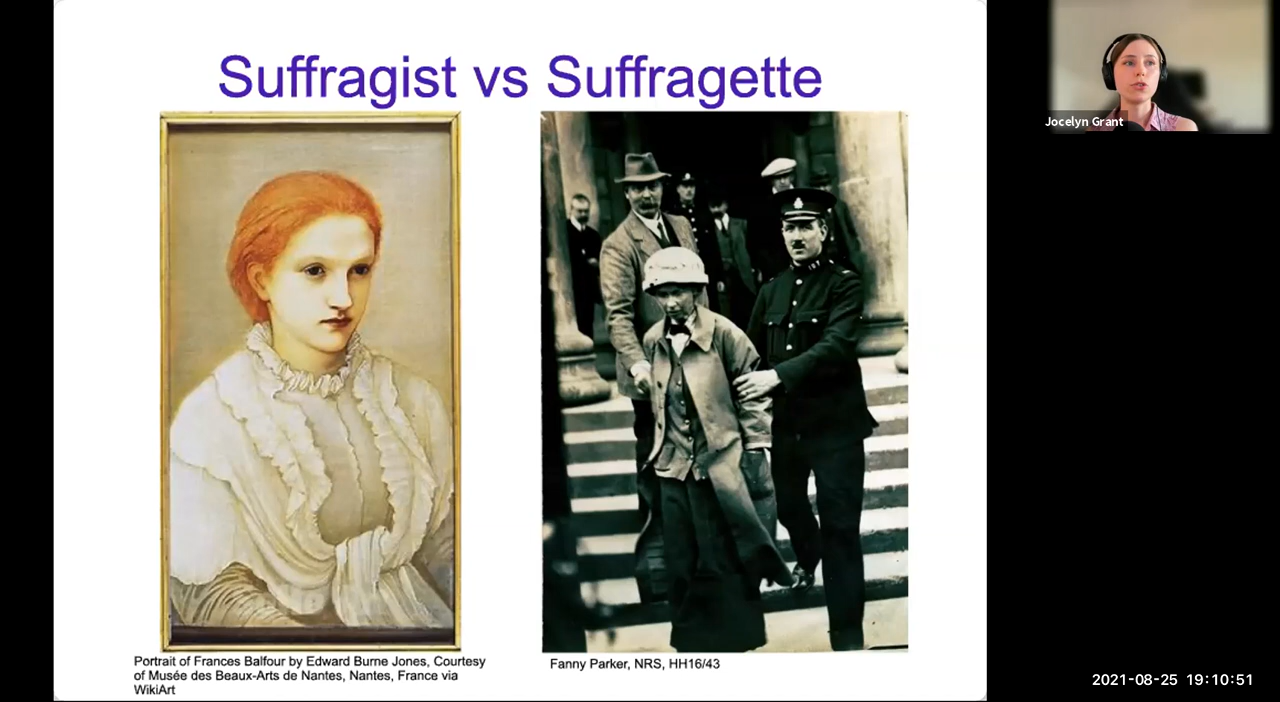 Suffragist vs Suffragette
Jocelyn Grant
Portrait of Frances Balfour by Edward Burne Jones, Courtesy
of Musée des Beaux-Arts de Nantes, Nantes, France via
WikiArt
Fanny Parker, NRS, HH16/43
2021-08-25 19:10:51